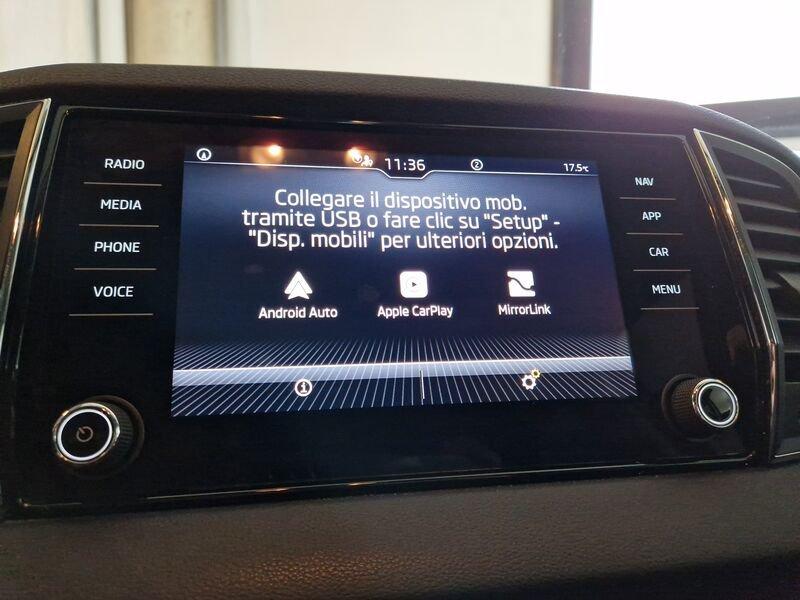 RADIO
MEDIA
PHONE
VOICE
11:36
2
17.5°C
Collegare il dispositivo mob.
tramite USB o fare clic su "Setup" -
"Disp. mobili" per ulteriori opzioni.
Android Auto
Apple CarPlay
MirrorLink
NAV
APP
CAR
MENU